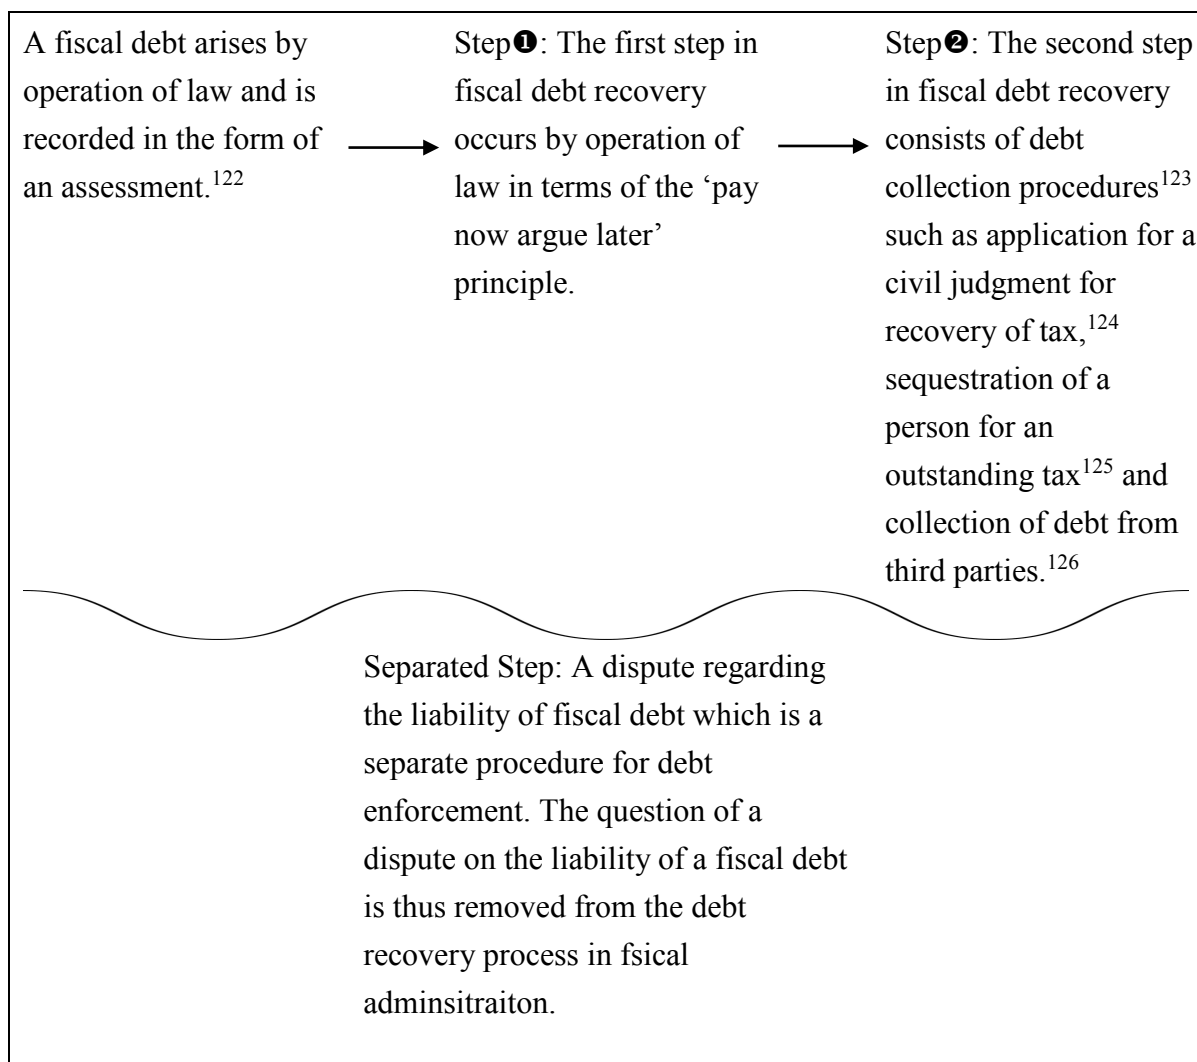 A fiscal debt arises by
operation of law and is
recorded in the form of
an assessment.122
Step❶: The first step in
fiscal debt recovery
occurs by operation of
law in terms of the ‘pay
now argue later’
principle.
Step❷: The second step
in fiscal debt recovery
consists of debt
collection procedures123
such as application for a
civil judgment for
recovery of tax,124
sequestration of a
person for an
outstanding tax125 and
collection of debt from
third parties.126
Separated Step: A dispute regarding
the liability of fiscal debt which is a
separate procedure for debt
enforcement. The question of a
dispute on the liability of a fiscal debt
is thus removed from the debt
recovery process in fsical
adminsitraiton.